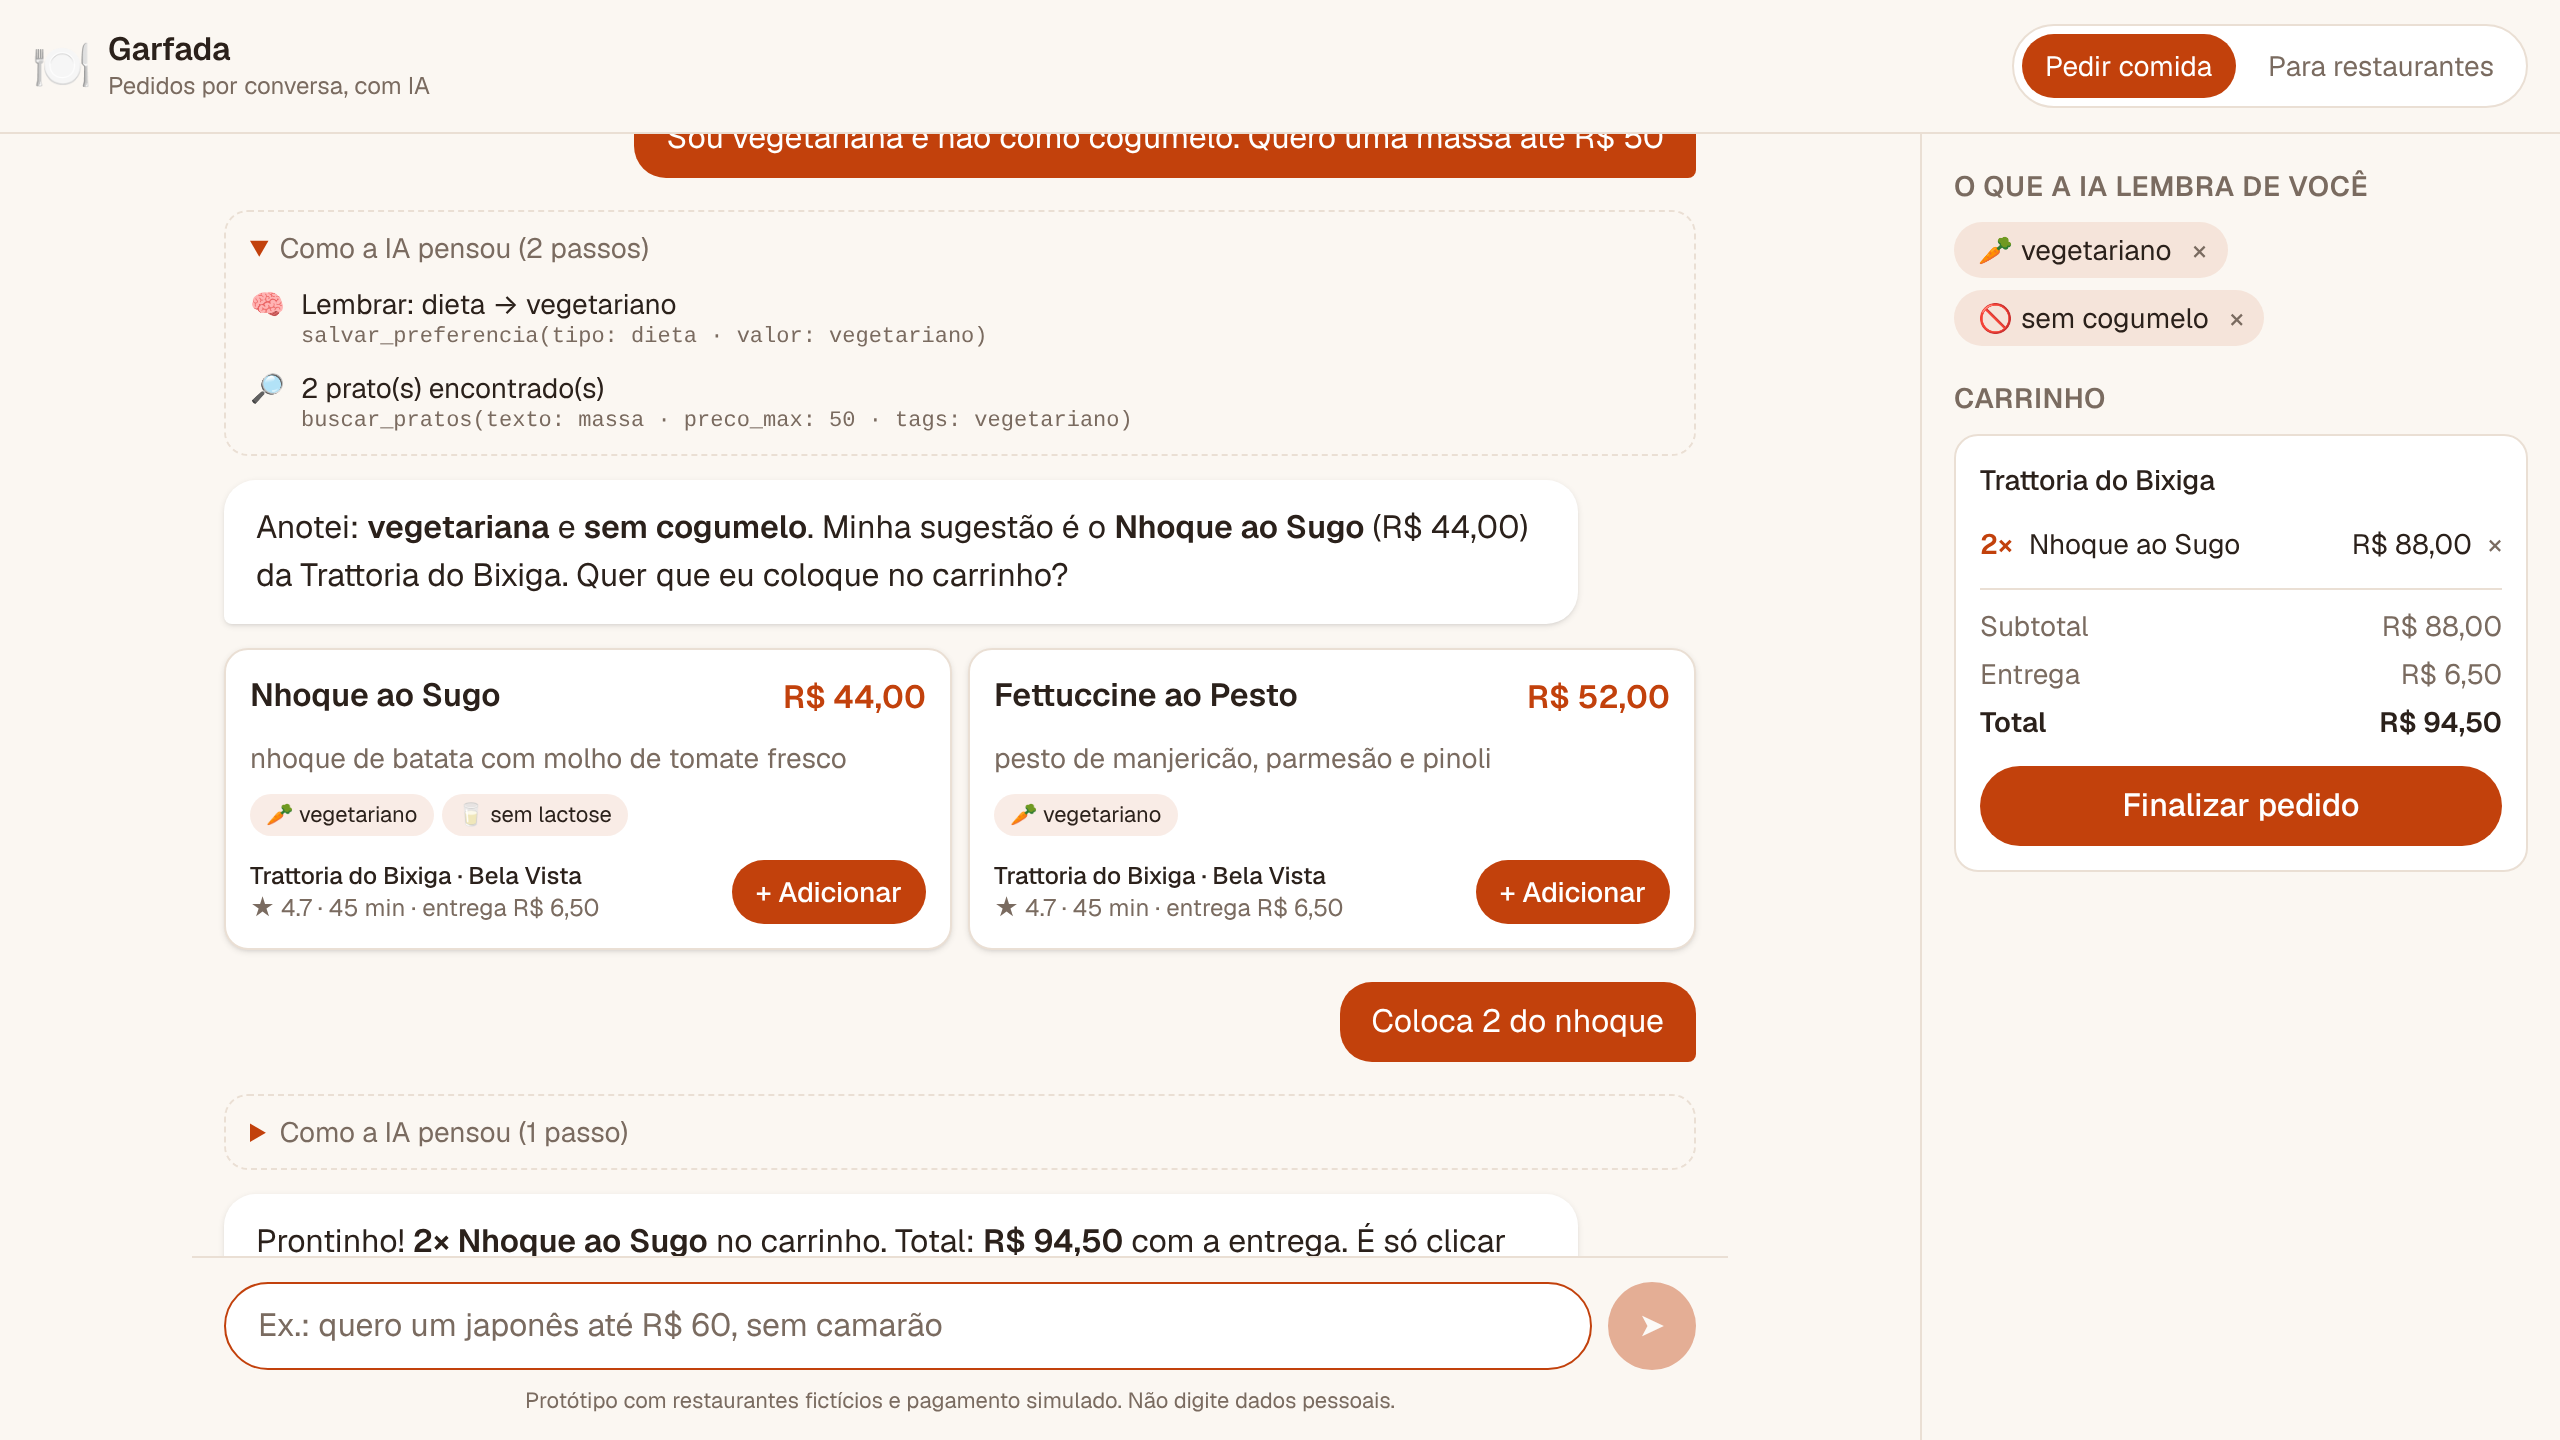 Garfada
Pedidos por conversa, com IA
Pedir comida
Para restaurantes
Sou vegetariana e não como cogumelo. Quero uma massa até R$ 50
Como a IA pensou (2 passos)
Lembrar: dieta → vegetariano
salvar_preferencia(tipo: dieta · valor: vegetariano)
2 prato(s) encontrado(s)
buscar_pratos(texto: massa · preco_max: 50 · tags: vegetariano)
Anotei: vegetariana e sem cogumelo. Minha sugestão é o Nhoque ao Sugo (R$ 44,00)
da Trattoria do Bixiga. Quer que eu coloque no carrinho?
Nhoque ao Sugo
R$ 44,00
nhoque de batata com molho de tomate fresco
vegetariano
sem lactose
Trattoria do Bixiga · Bela Vista
★ 4.7 · 45 min · entrega R$ 6,50
+ Adicionar
Fettuccine ao Pesto
R$ 52,00
pesto de manjericão, parmesão e pinoli
vegetariano
Trattoria do Bixiga · Bela Vista
★ 4.7 · 45 min · entrega R$ 6,50
+ Adicionar
Coloca 2 do nhoque
Como a IA pensou (1 passo)
Prontinho! 2× Nhoque ao Sugo no carrinho. Total: R$ 94,50 com a entrega. É só clicar
Ex.: quero um japonês até R$ 60, sem camarão
Protótipo com restaurantes fictícios e pagamento simulado. Não digite dados pessoais.
O QUE A IA LEMBRA DE VOCÊ
vegetariano ×
sem cogumelo ×
CARRINHO
Trattoria do Bixiga
2× Nhoque ao Sugo R$ 88,00 ×
Subtotal R$ 88,00
Entrega R$ 6,50
Total R$ 94,50
Finalizar pedido